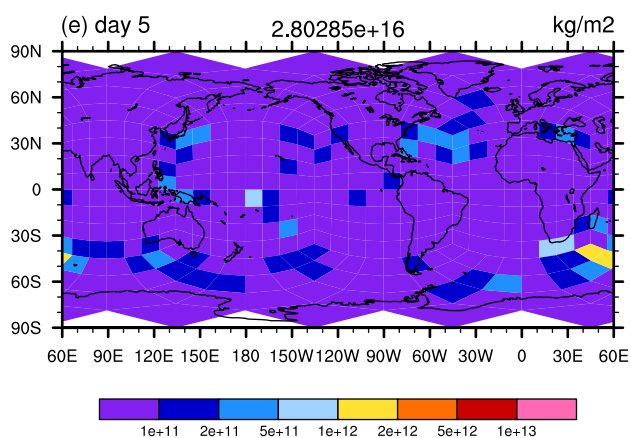 (e) day 5 2.80285e+16 kg/m2
90N
60N
30N
0
30S
60S
90S
60E 90E 120E 150E 180 150W 120W 90W 60W 30W 0 30E 60E
1e+11 2e+11 5e+11 1e+12 2e+12 5e+12 1e+13